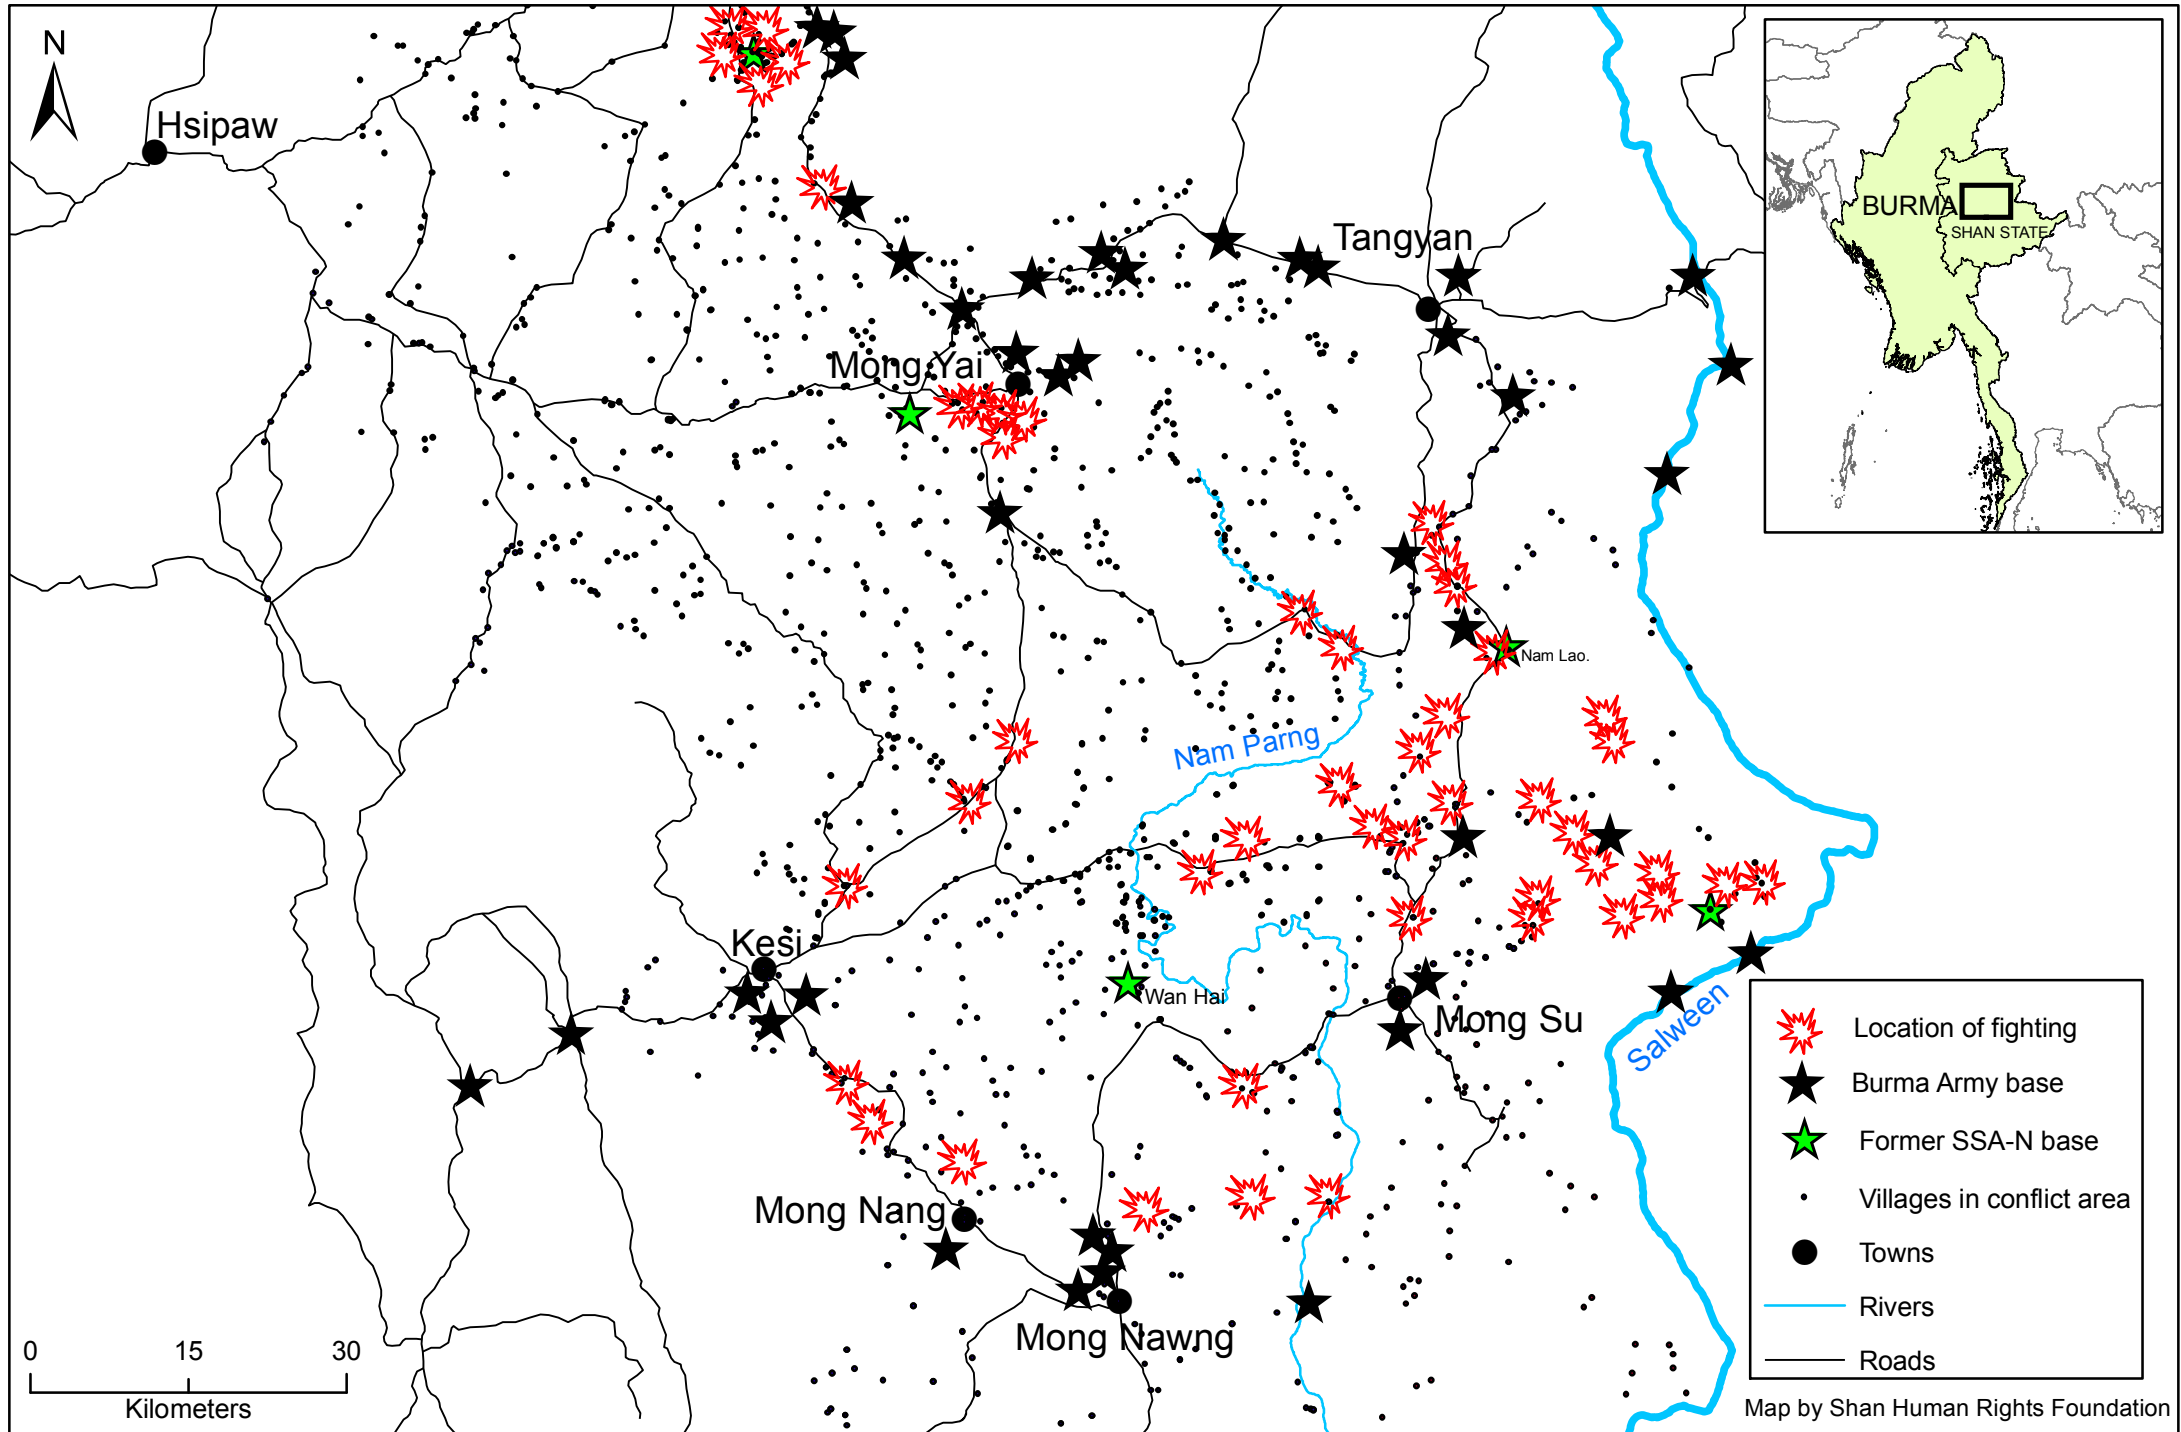 N
Hsipaw
Tangyan
BURMA
SHAN STATE
Mong Yai
Nam Lao.
Nam Parng
Kesi
Wan Hai
Mong Su
Salween
Mong Nang
Mong Nawng
Location of fighting
Burma Army base
Former SSA-N base
Villages in conflict area
Towns
Rivers
Roads
0 15 30
Kilometers
Map by Shan Human Rights Foundation